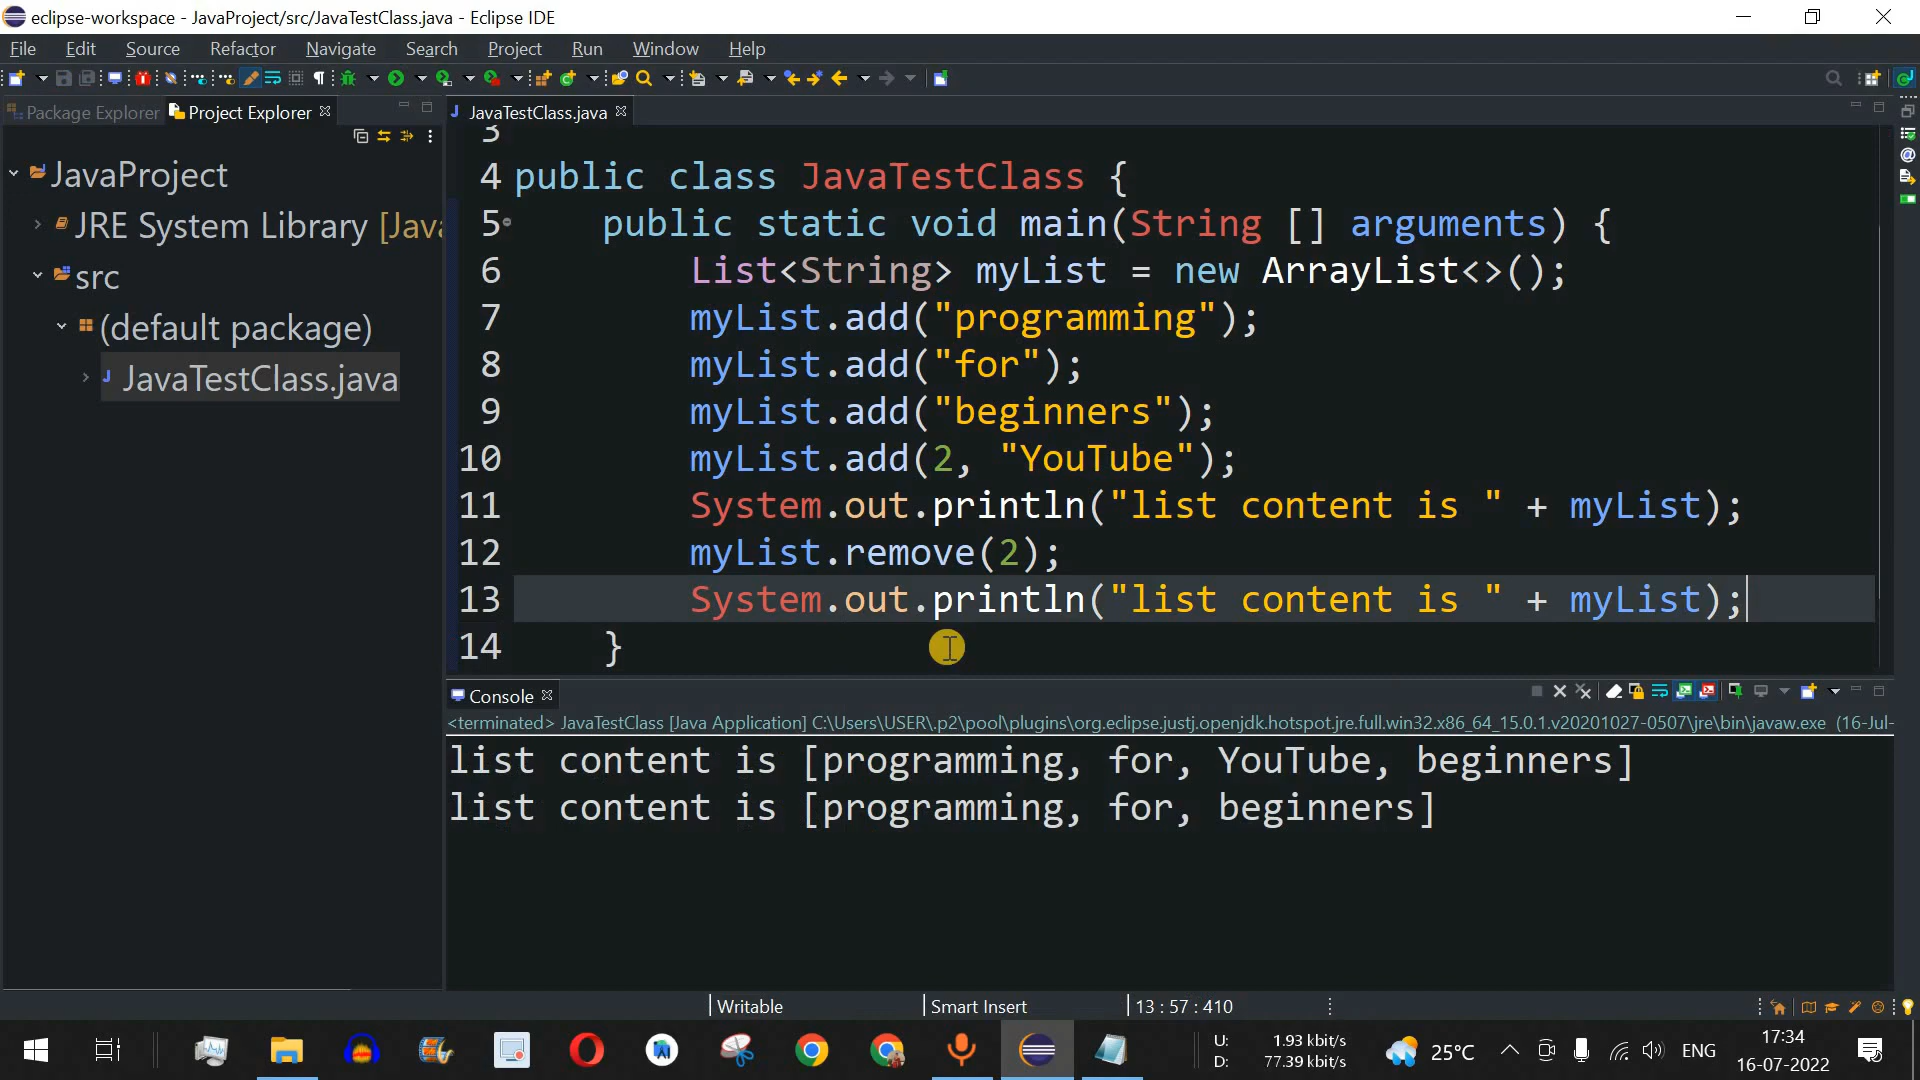 eclipse-workspace - JavaProject/src/JavaTestClass.java - Eclipse IDE
File Edit Source Refactor Navigate Search Project Run Window Help
Package Explorer Project Explorer
JavaTestClass.java
JavaProject
JRE System Library [Java
src
(default package)
JavaTestClass.java
3
4 public class JavaTestClass {
5 public static void main(String [] arguments) {
6 List<String> myList = new ArrayList<>();
7 myList.add("programming");
8 myList.add("for");
9 myList.add("beginners");
10 myList.add(2, "YouTube");
11 System.out.println("list content is " + myList);
12 myList.remove(2);
13 System.out.println("list content is " + myList);
14 }
Console
<terminated> JavaTestClass [Java Application] C:\Users\USER\.p2\pool\plugins\org.eclipse.justj.openjdk.hotspot.jre.full.win32.x86_64_15.0.1.v20201027-0507\jre\bin\javaw.exe (16-Jul-
list content is [programming, for, YouTube, beginners]
list content is [programming, for, beginners]
Writable Smart Insert 13 : 57 : 410
U: 1.93 kbit/s
D: 77.39 kbit/s
25°C
ENG
17:34
16-07-2022